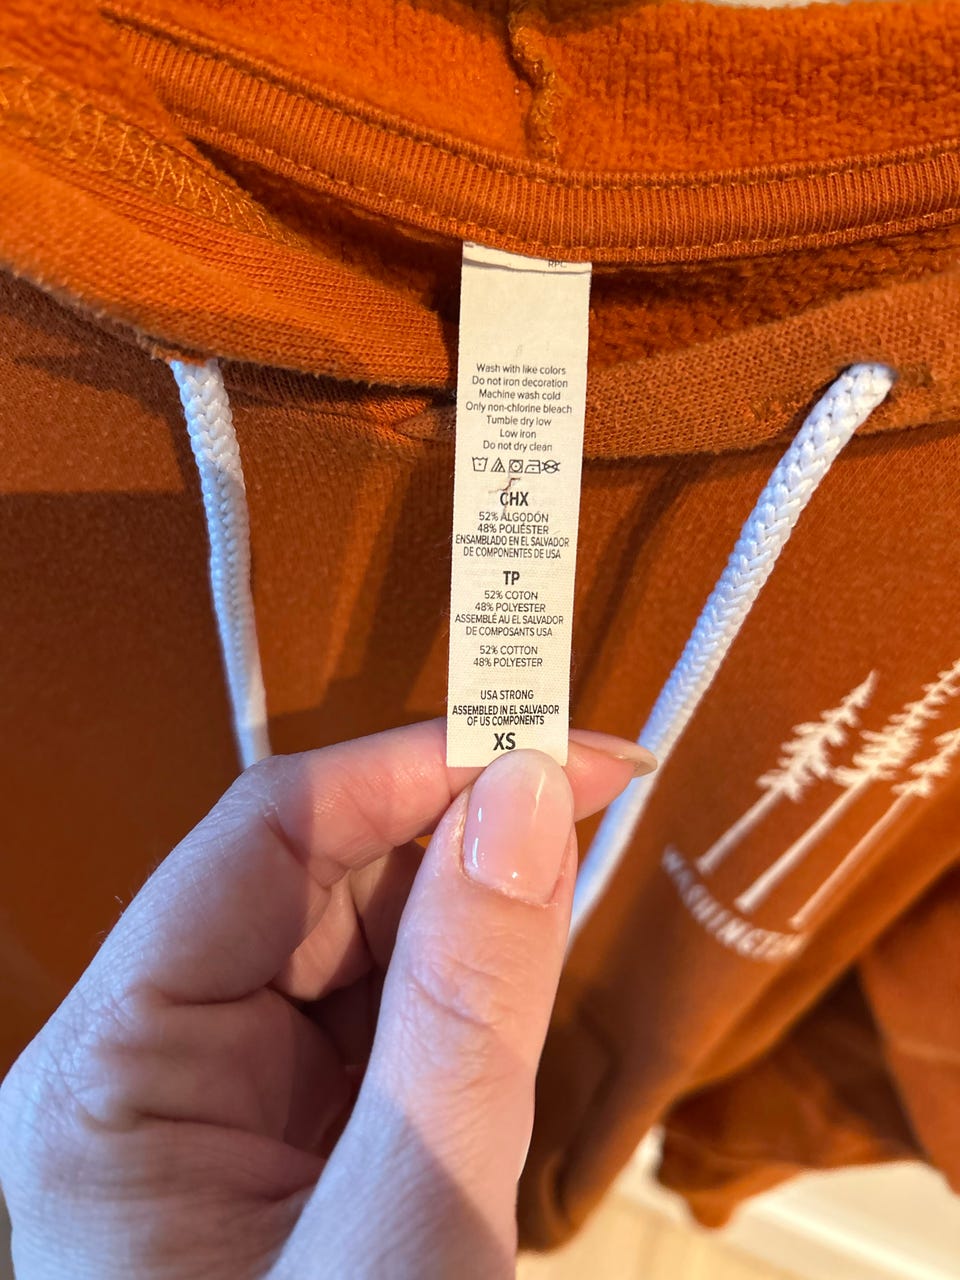 RPC
Wash with like colors
Do not iron decoration
Machine wash cold
Only non-chlorine bleach
Tumble dry low
Low iron
Do not dry clean
CHX
52% ALGODÓN
48% POLIÉSTER
ENSAMBLADO EN EL SALVADOR
DE COMPONENTES DE USA
TP
52% COTON
48% POLYESTER
ASSEMBLÉ AU EL SALVADOR
DE COMPOSANTS USA
52% COTTON
48% POLYESTER
USA STRONG
ASSEMBLED IN EL SALVADOR
OF US COMPONENTS
XS
WASHINGTON